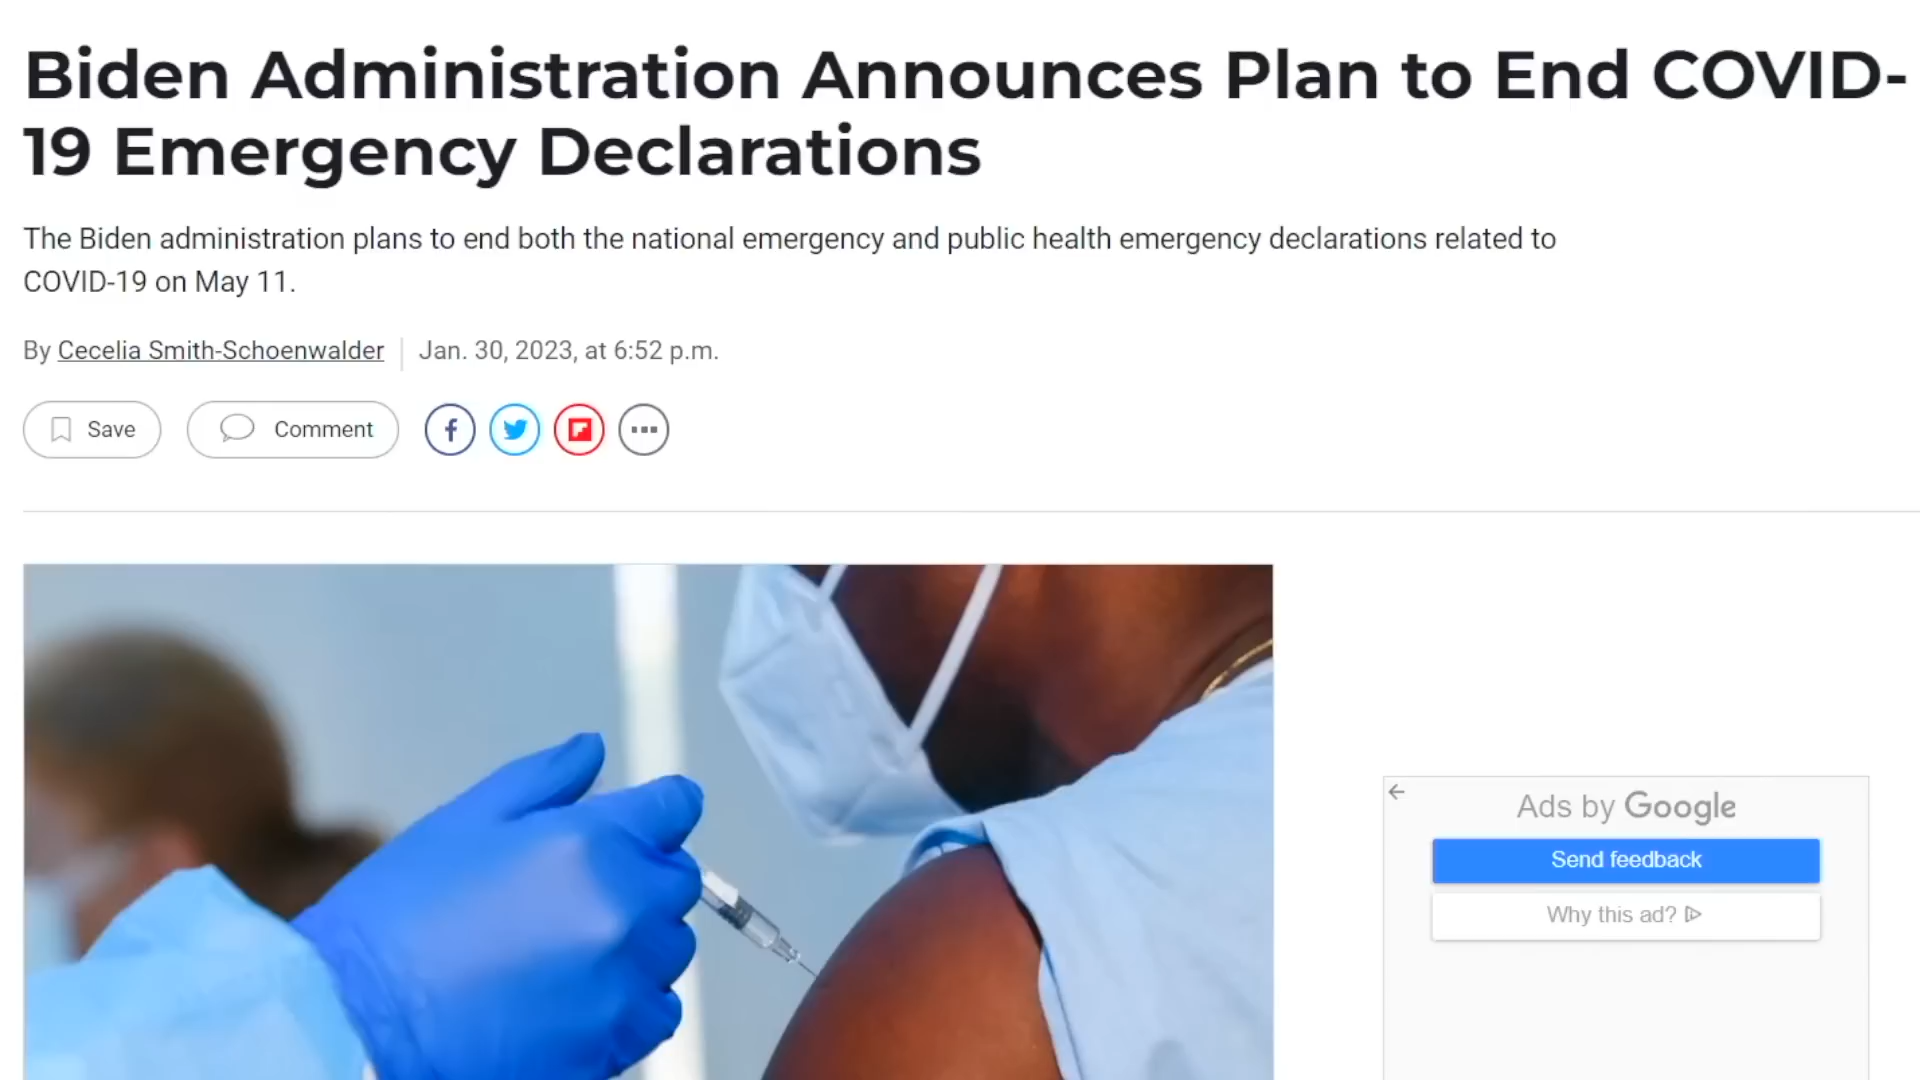 Biden Administration Announces Plan to End COVID-
19 Emergency Declarations
The Biden administration plans to end both the national emergency and public health emergency declarations related to
COVID-19 on May 11.
By Cecelia Smith-Schoenwalder Jan. 30, 2023, at 6:52 p.m.
Save Comment
Ads by Google
Send feedback
Why this ad?